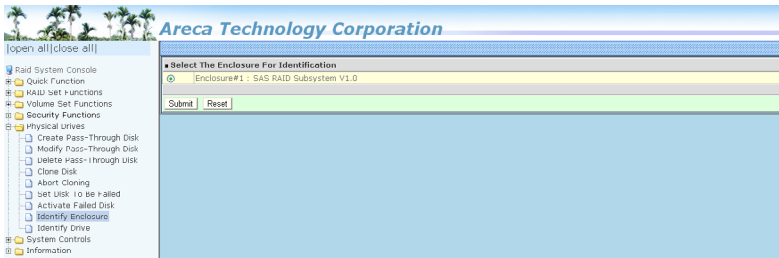 Areca Technology Corporation
|open all|close all|
Raid System Console
Quick Function
RAID Set Functions
Volume Set Functions
Security Functions
Physical Drives
Create Pass-Through Disk
Modify Pass-Through Disk
Delete Pass-Through Disk
Clone Disk
Abort Cloning
Set Disk To Be Failed
Activate Failed Disk
Identify Enclosure
Identify Drive
System Controls
Information
Select The Enclosure For Identification
Enclosure#1 : SAS RAID Subsystem V1.0
Submit Reset